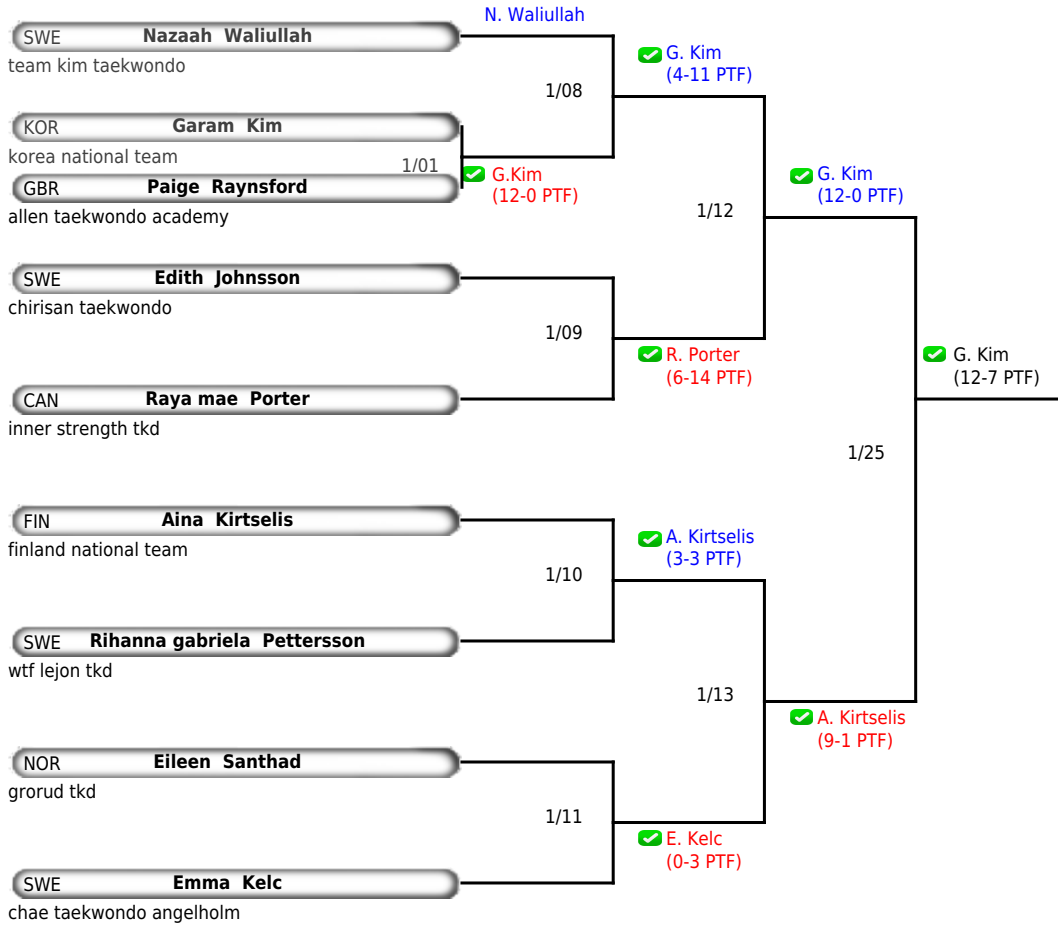 N. Waliullah
SWE Nazaah Waliullah
team kim taekwondo
G. Kim
(4-11 PTF)
1/08
KOR Garam Kim
korea national team
1/01
G.Kim
(12-0 PTF)
GBR Paige Raynsford
allen taekwondo academy
G. Kim
(12-0 PTF)
1/12
SWE Edith Johnsson
chirisan taekwondo
1/09
R. Porter
(6-14 PTF)
G. Kim
(12-7 PTF)
CAN Raya mae Porter
inner strength tkd
1/25
FIN Aina Kirtselis
finland national team
A. Kirtselis
(3-3 PTF)
1/10
SWE Rihanna gabriela Pettersson
wtf lejon tkd
1/13
A. Kirtselis
(9-1 PTF)
NOR Eileen Santhad
grorud tkd
1/11
E. Kelc
(0-3 PTF)
SWE Emma Kelc
chae taekwondo angelholm